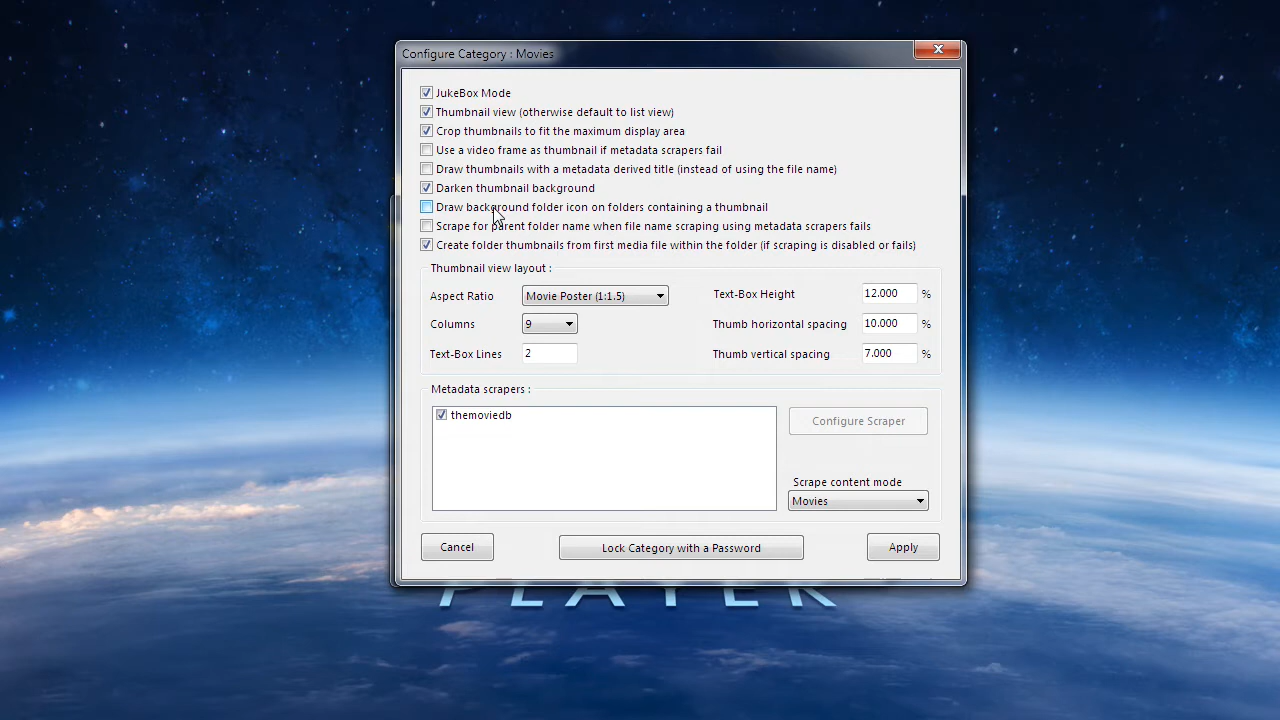 Configure Category : Movies
JukeBox Mode
Thumbnail view (otherwise default to list view)
Crop thumbnails to fit the maximum display area
Use a video frame as thumbnail if metadata scrapers fail
Draw thumbnails with a metadata derived title (instead of using the file name)
Darken thumbnail background
Draw background folder icon on folders containing a thumbnail
Scrape for parent folder name when file name scraping using metadata scrapers fails
Create folder thumbnails from first media file within the folder (if scraping is disabled or fails)
Thumbnail view layout :
Aspect Ratio Movie Poster (1:1.5) Text-Box Height 12.000 %
Columns 9 Thumb horizontal spacing 10.000 %
Text-Box Lines 2 Thumb vertical spacing 7.000 %
Metadata scrapers :
themoviedb
Configure Scraper
Scrape content mode
Movies
Cancel Lock Category with a Password Apply
PLAYER